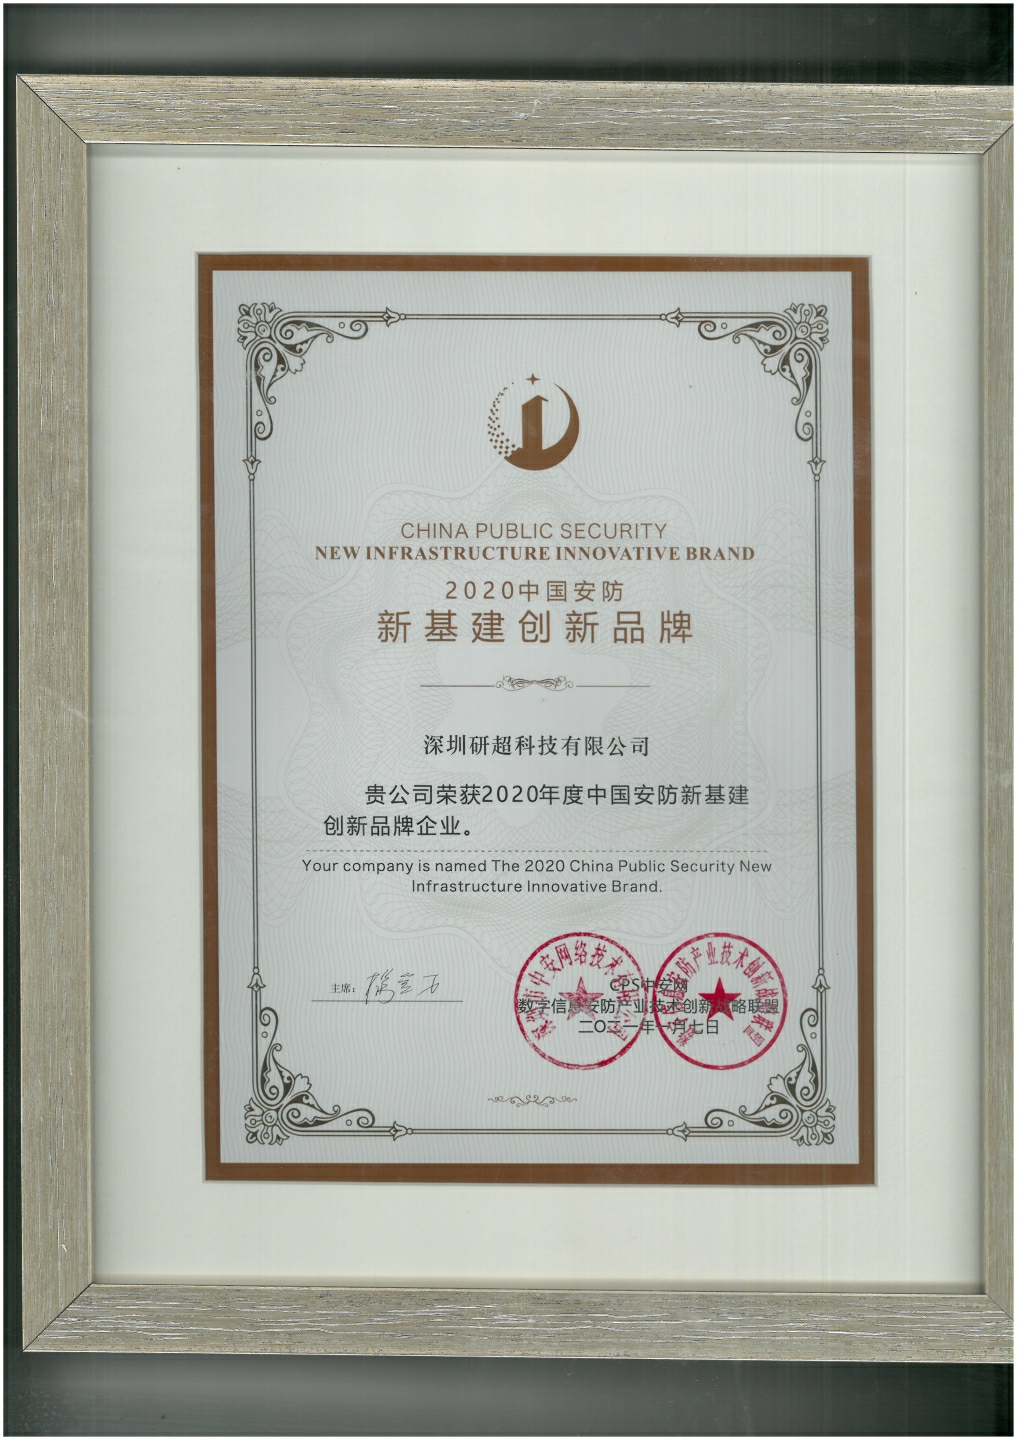 CHINA PUBLIC SECURITY
NEW INFRASTRUCTURE INNOVATIVE BRAND
2020中国安防
新基建创新品牌
深圳研超科技有限公司
贵公司荣获2020年度中国安防新基建
创新品牌企业。
Your company is named The 2020 China Public Security New
Infrastructure Innovative Brand.
主席：
CPS中安网
数字信息安防产业技术创新战略联盟
二〇二一年一月七日